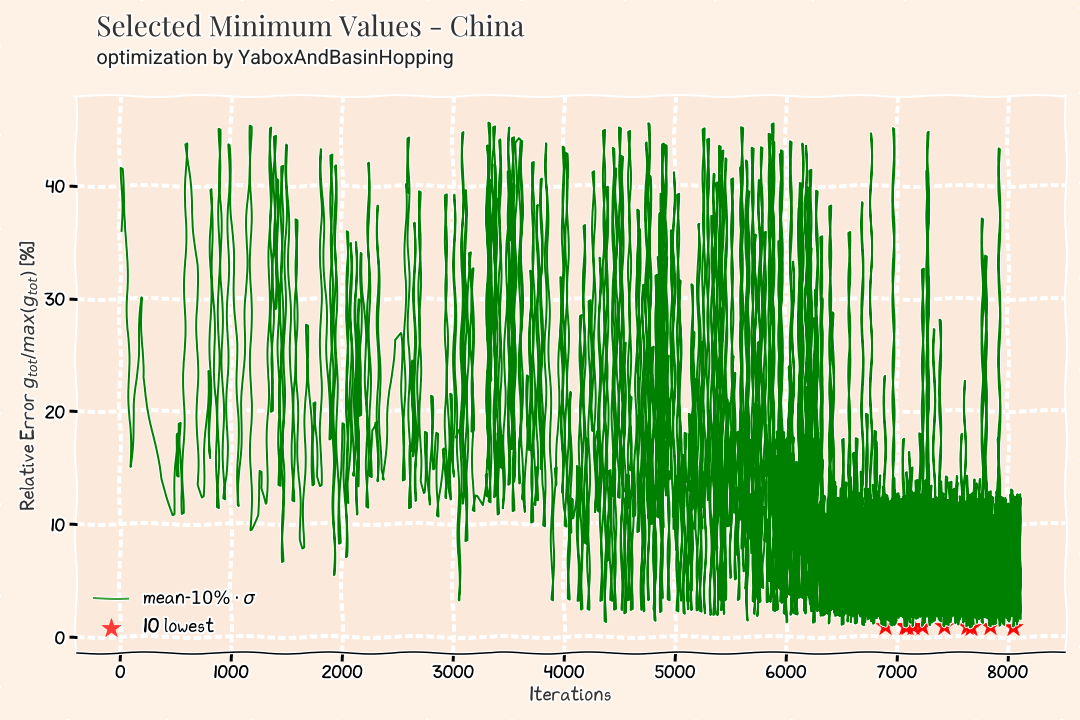 Selected Minimum Values - China
optimization by YaboxAndBasinHopping
Relative Error g_tot/max(g_tot) [%]
40
30
20
10
0
mean-10% · σ
10 lowest
0 1000 2000 3000 4000 5000 6000 7000 8000
Iterations